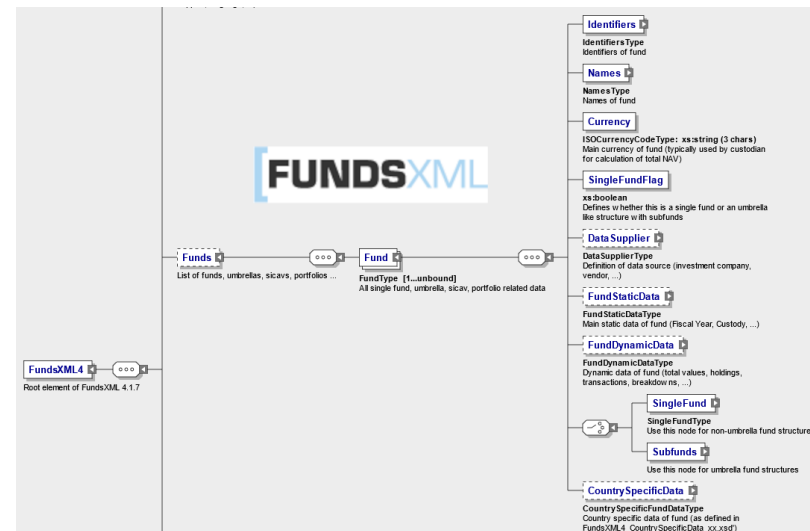 Identifiers
IdentifiersType
Identifiers of fund
Names
NamesType
Names of fund
Currency
ISOCurrencyCodeType: xs:string (3 chars)
Main currency of fund (typically used by custodian
for calculation of total NAV)
FUNDSXML
SingleFundFlag
xs:boolean
Defines whether this is a single fund or an umbrella
like structure with subfunds
Funds
List of funds, umbrellas, sicavs, portfolios ...
Fund
FundType [1...unbound]
All single fund, umbrella, sicav, portfolio related data
DataSupplier
DataSupplierType
Definition of data source (investment company,
vendor, ...)
FundStaticData
FundStaticDataType
Main static data of fund (Fiscal Year, Custody, ...)
FundDynamicData
FundDynamicDataType
Dynamic data of fund (total values, holdings,
transactions, breakdowns, ...)
FundsXML4
Root element of FundsXML 4.1.7
SingleFund
SingleFundType
Use this node for non-umbrella fund structure
Subfunds
Use this node for umbrella fund structures
CountrySpecificData
CountrySpecificFundDataType
Country specific data of fund (as defined in
FundsXML4_CountrySpecificData_xx.xsd')